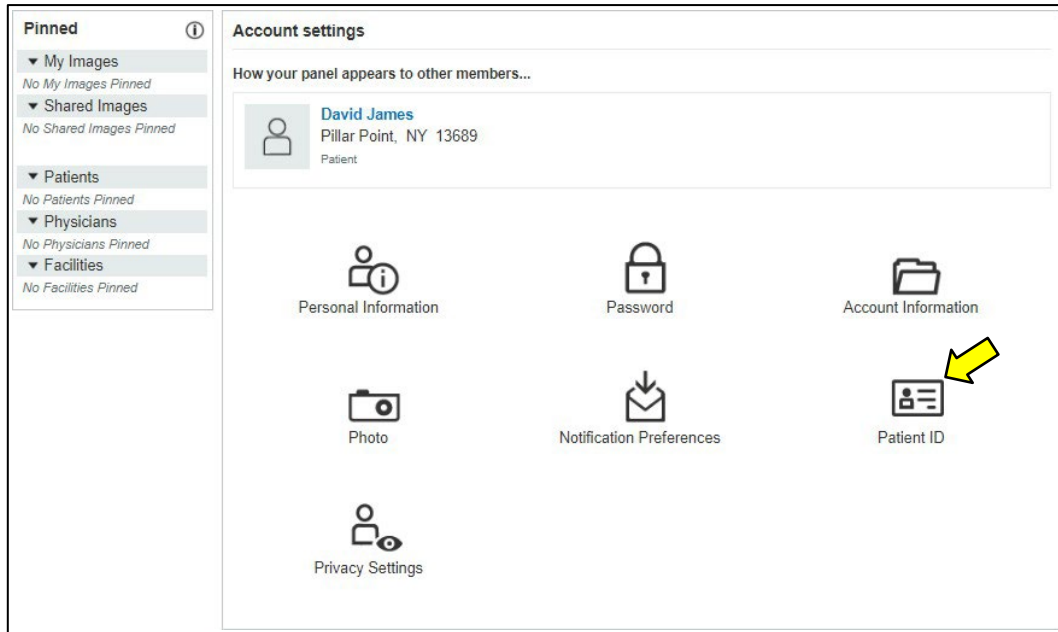 Pinned
My Images
No My Images Pinned
Shared Images
No Shared Images Pinned
Patients
No Patients Pinned
Physicians
No Physicians Pinned
Facilities
No Facilities Pinned
Account settings
How your panel appears to other members...
David James
Pillar Point, NY 13689
Patient
Personal Information
Password
Account Information
Photo
Notification Preferences
Patient ID
Privacy Settings